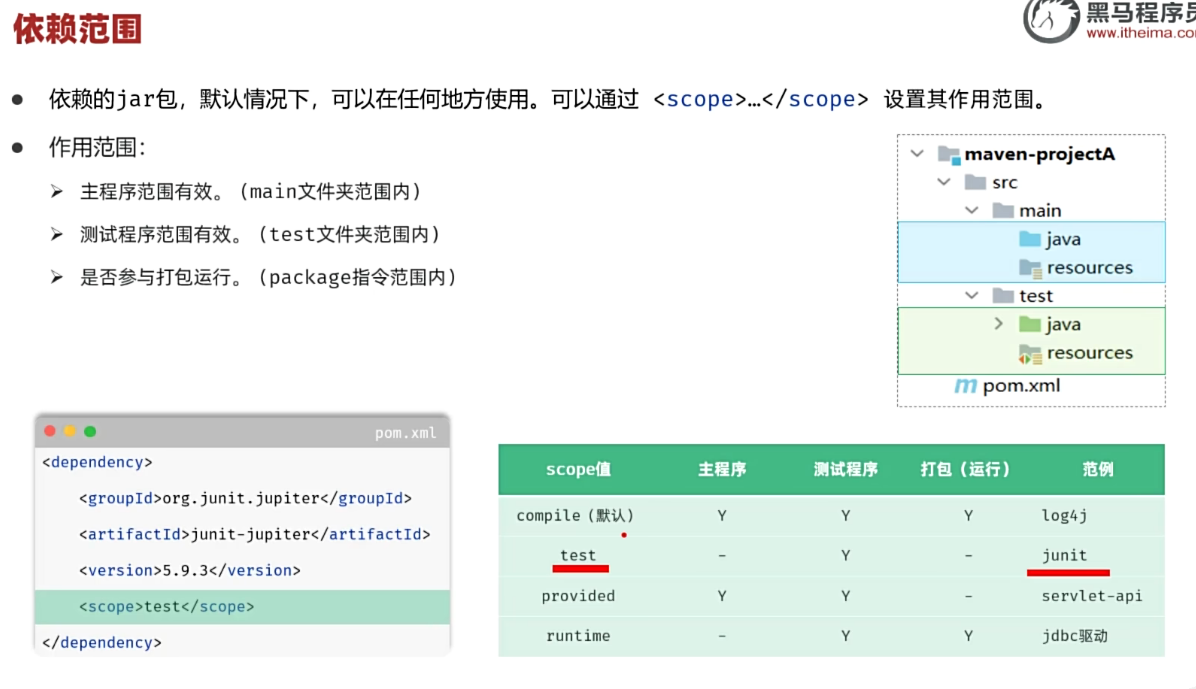 依赖范围
黑马程序员
www.itheima.com
依赖的jar包，默认情况下，可以在任何地方使用。可以通过 <scope>…</scope> 设置其作用范围。
作用范围：
主程序范围有效。（main文件夹范围内）
测试程序范围有效。（test文件夹范围内）
是否参与打包运行。（package指令范围内）
maven-projectA
src
main
java
resources
test
java
resources
pom.xml
pom.xml
<dependency>
<groupId>org.junit.jupiter</groupId>
<artifactId>junit-jupiter</artifactId>
<version>5.9.3</version>
<scope>test</scope>
</dependency>
scope值 主程序 测试程序 打包（运行） 范例
compile（默认） Y Y Y log4j
test - Y - junit
provided Y Y - servlet-api
runtime - Y Y jdbc驱动